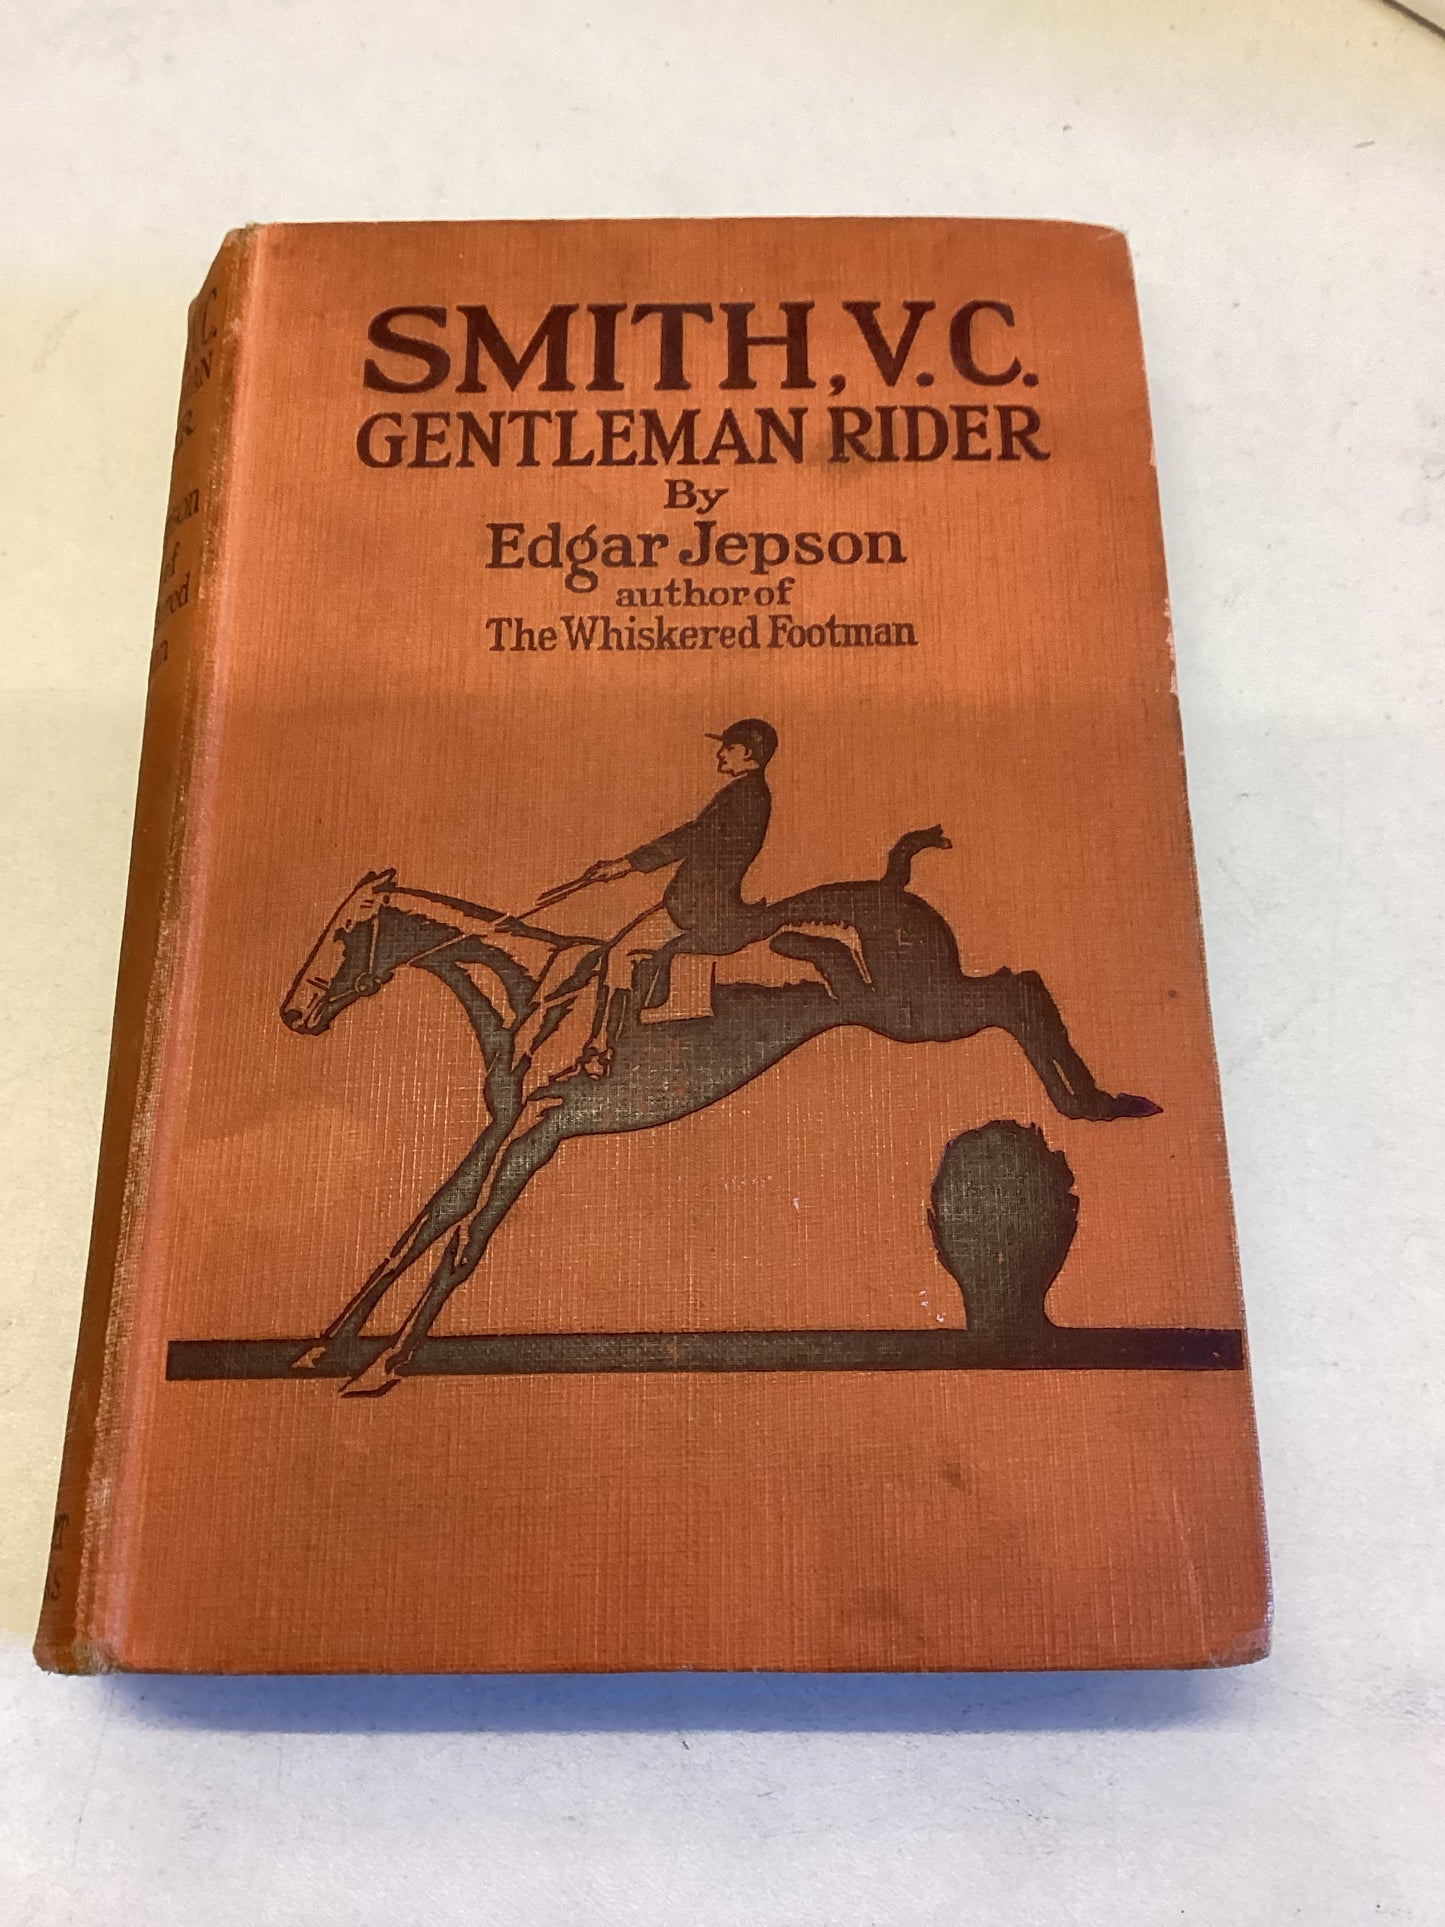 SMITH, V.C.
GENTLEMAN RIDER
By
Edgar Jepson
author of
The Whiskered Footman